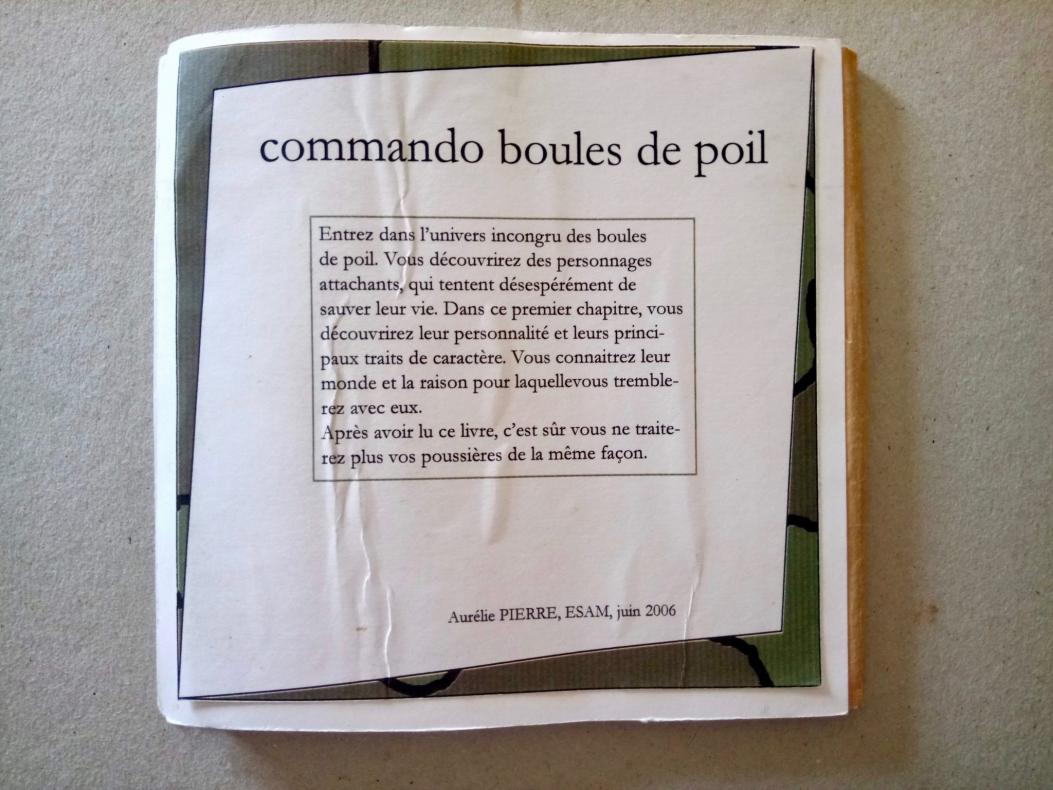 commando boules de poil
Entrez dans l'univers incongru des boules
de poil. Vous découvrirez des personnages
attachants, qui tentent désespérément de
sauver leur vie. Dans ce premier chapitre, vous
découvrirez leur personnalité et leurs princi-
paux traits de caractère. Vous connaitrez leur
monde et la raison pour laquellevous tremble-
rez avec eux.
Après avoir lu ce livre, c'est sûr vous ne traite-
rez plus vos poussières de la même façon.
Aurélie PIERRE, ESAM, juin 2006